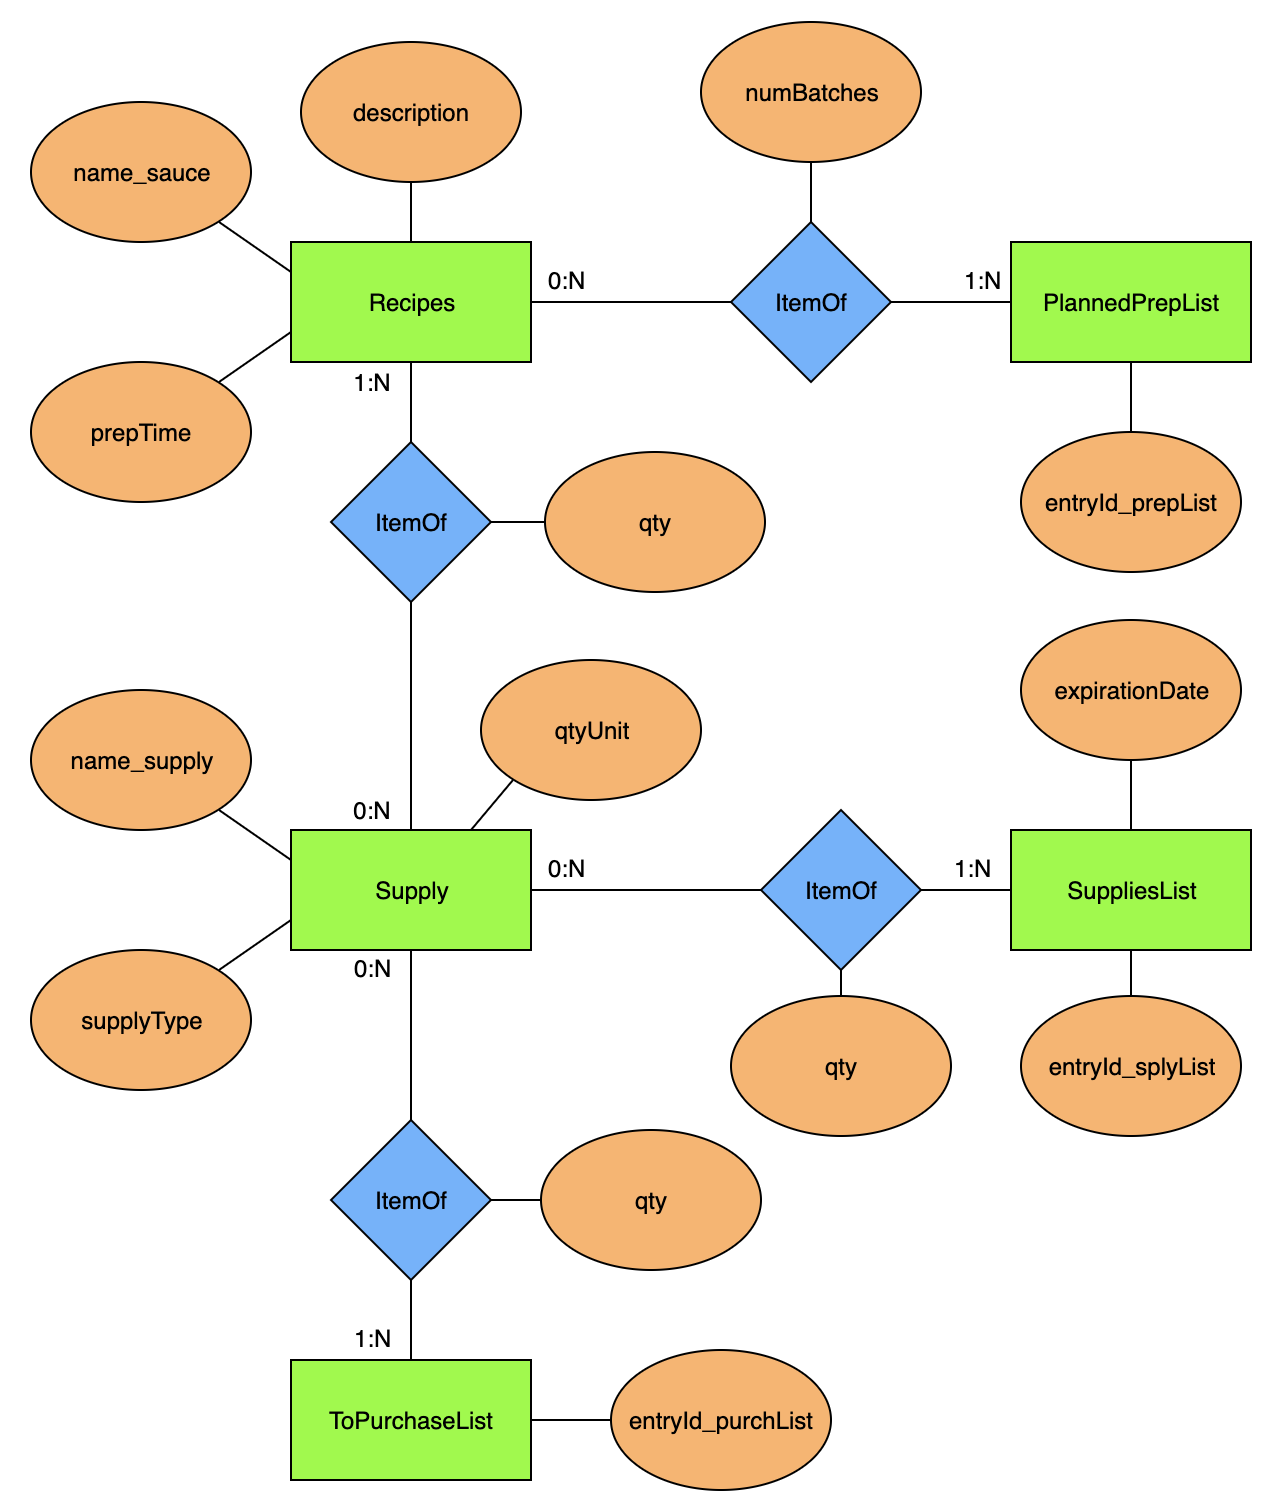 numBatches
description
name_sauce
0:N
1:N
Recipes
ItemOf
PlannedPrepList
1:N
prepTime
entryId_prepList
ItemOf
qty
expirationDate
qtyUnit
name_supply
0:N
0:N
1:N
Supply
ItemOf
SuppliesList
0:N
supplyType
qty
entryId_splyList
ItemOf
qty
1:N
ToPurchaseList
entryId_purchList